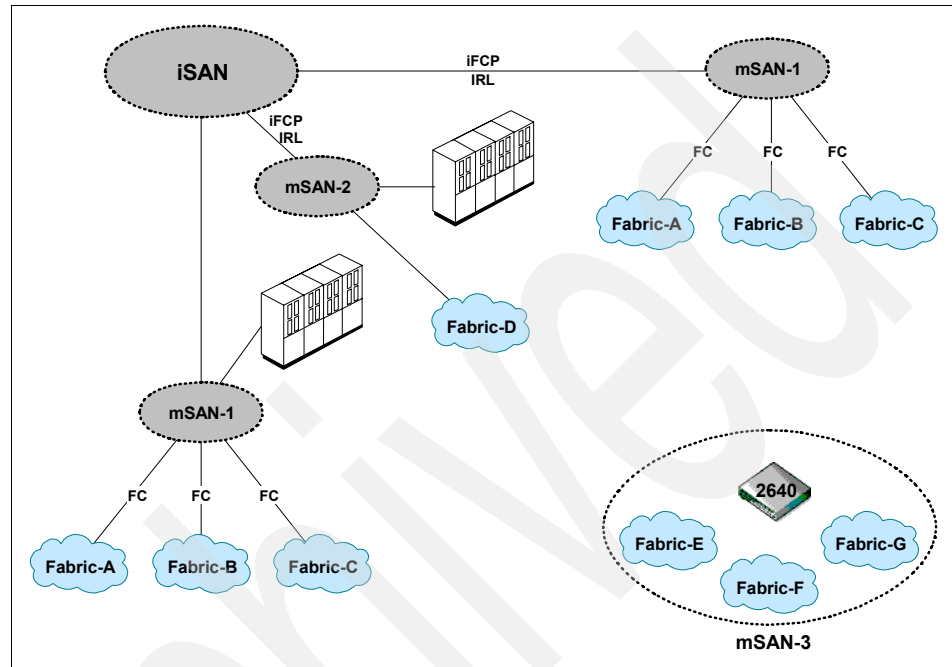 iSAN
iFCP
IRL
mSAN-1
iFCP
IRL
mSAN-2
FC
FC
FC
Fabric-A
Fabric-B
Fabric-C
Fabric-D
mSAN-1
FC
FC
FC
Fabric-A
Fabric-B
Fabric-C
2640
Fabric-E
Fabric-G
Fabric-F
mSAN-3